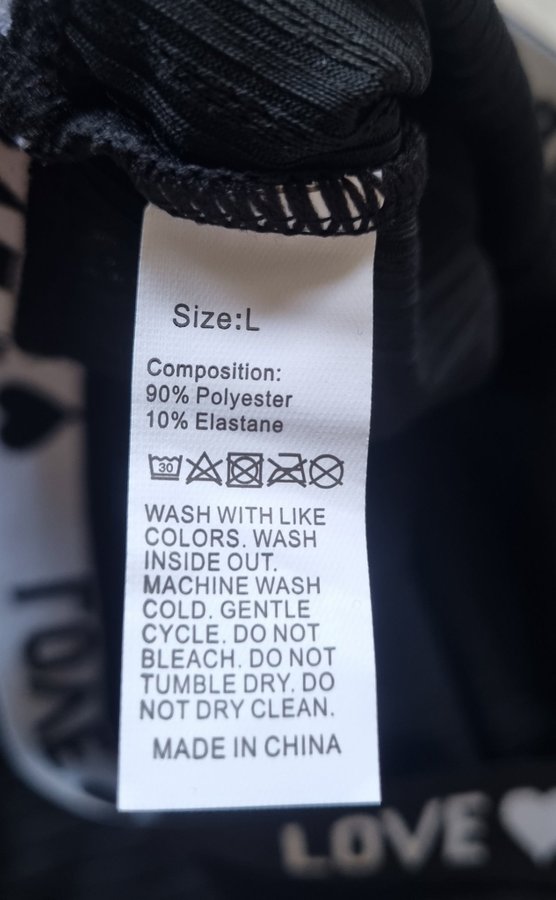 Size:L
Composition:
90% Polyester
10% Elastane
30
WASH WITH LIKE
COLORS. WASH
INSIDE OUT.
MACHINE WASH
COLD. GENTLE
CYCLE. DO NOT
BLEACH. DO NOT
TUMBLE DRY. DO
NOT DRY CLEAN.
MADE IN CHINA
LOVE
LOVE